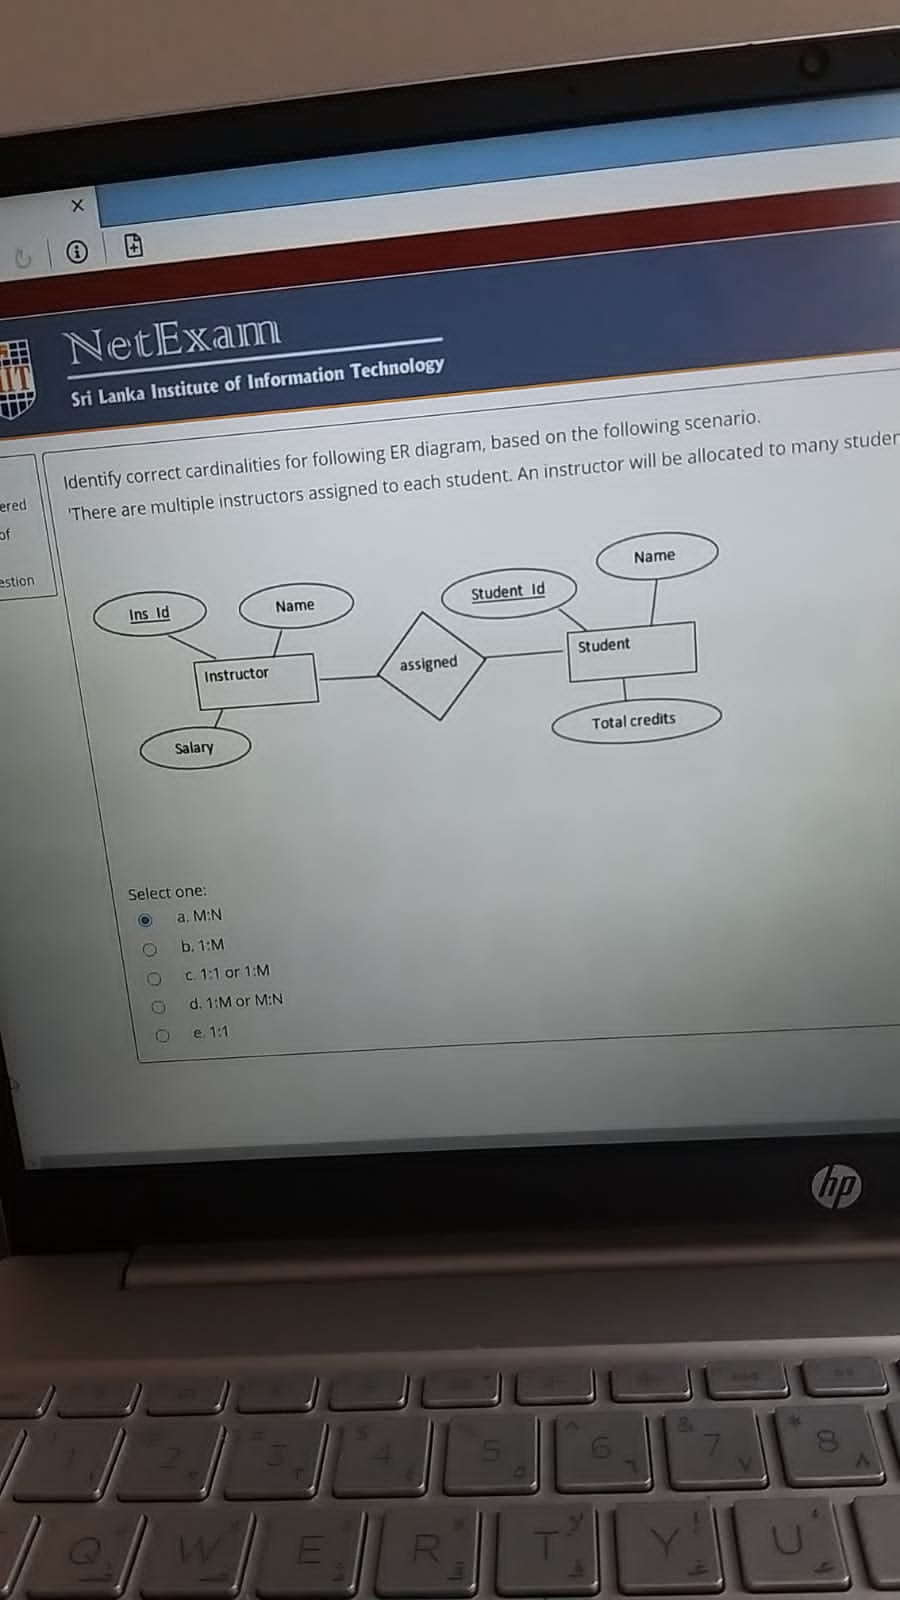 NetExam
IIT
Sri Lanka Institute of Information Technology
ered
of
estion
Identify correct cardinalities for following ER diagram, based on the following scenario.
'There are multiple instructors assigned to each student. An instructor will be allocated to many studen
Name
Student_Id
Ins_Id
Name
Student
assigned
Instructor
Total credits
Salary
Select one:
a. M:N
b. 1:M
c. 1:1 or 1:M
d. 1:M or M:N
e. 1:1
hp
1 2 3 4 5 6 7 8
Q W E R T Y U